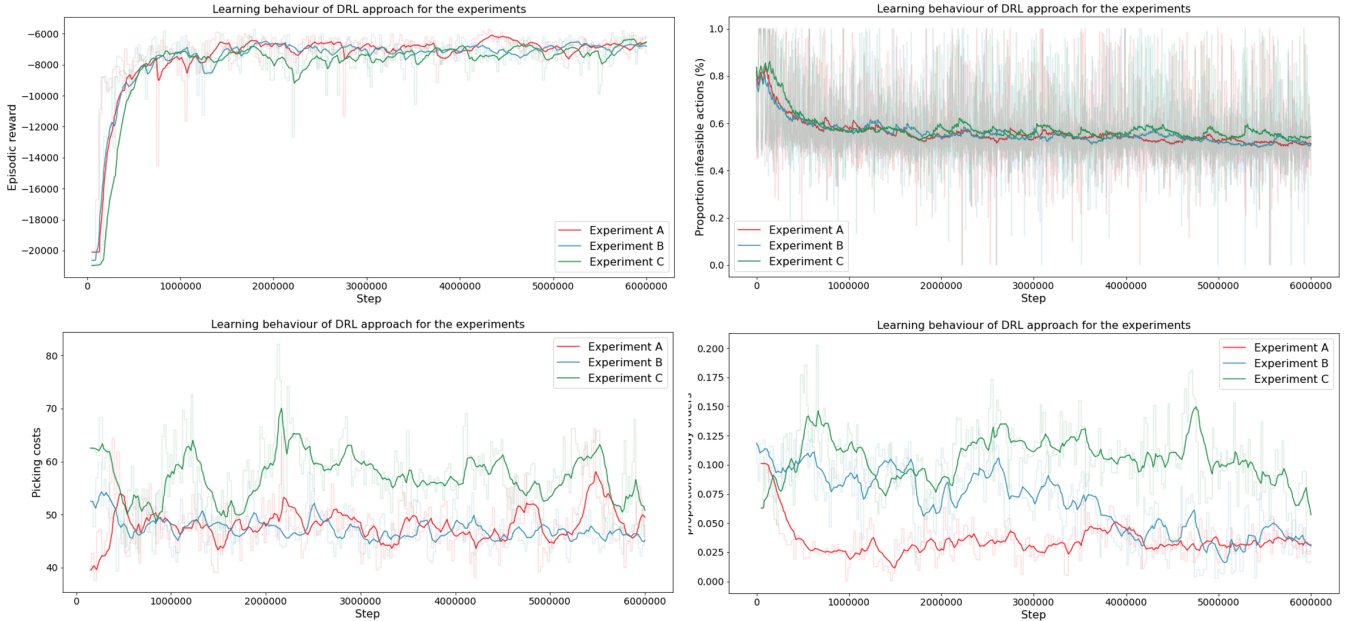 Learning behaviour of DRL approach for the experiments
Episodic reward
−6000
−8000
−10000
−12000
−14000
−16000
−18000
−20000
0
1000000
2000000
3000000
4000000
5000000
6000000
Step
Experiment A
Experiment B
Experiment C
Learning behaviour of DRL approach for the experiments
Proportion infeasible actions (%)
1.0
0.8
0.6
0.4
0.2
0.0
0
1000000
2000000
3000000
4000000
5000000
6000000
Step
Experiment A
Experiment B
Experiment C
Learning behaviour of DRL approach for the experiments
Picking costs
80
70
60
50
40
0
1000000
2000000
3000000
4000000
5000000
6000000
Step
Experiment A
Experiment B
Experiment C
Learning behaviour of DRL approach for the experiments
0.200
0.175
0.150
0.125
0.100
0.075
0.050
0.025
0.000
0
1000000
2000000
3000000
4000000
5000000
6000000
Step
Experiment A
Experiment B
Experiment C